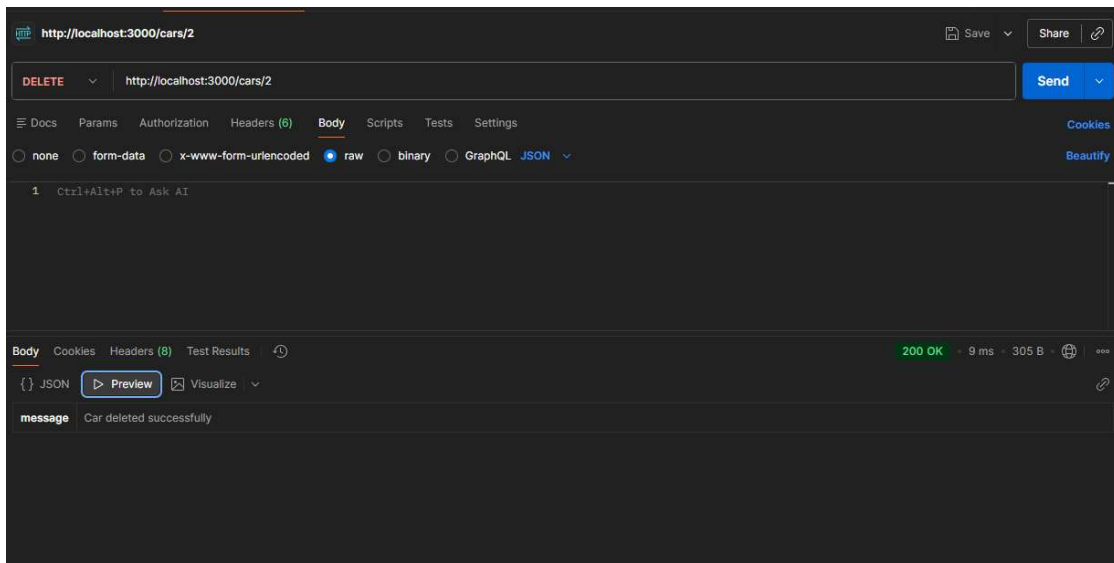 HTTP http://localhost:3000/cars/2 Save Share
DELETE http://localhost:3000/cars/2 Send
Docs Params Authorization Headers (6) Body Scripts Tests Settings Cookies
none form-data x-www-form-urlencoded raw binary GraphQL JSON Beautify
1 Ctrl+Alt+P to Ask AI
Body Cookies Headers (8) Test Results 200 OK 9 ms 305 B
{} JSON Preview Visualize
message Car deleted successfully